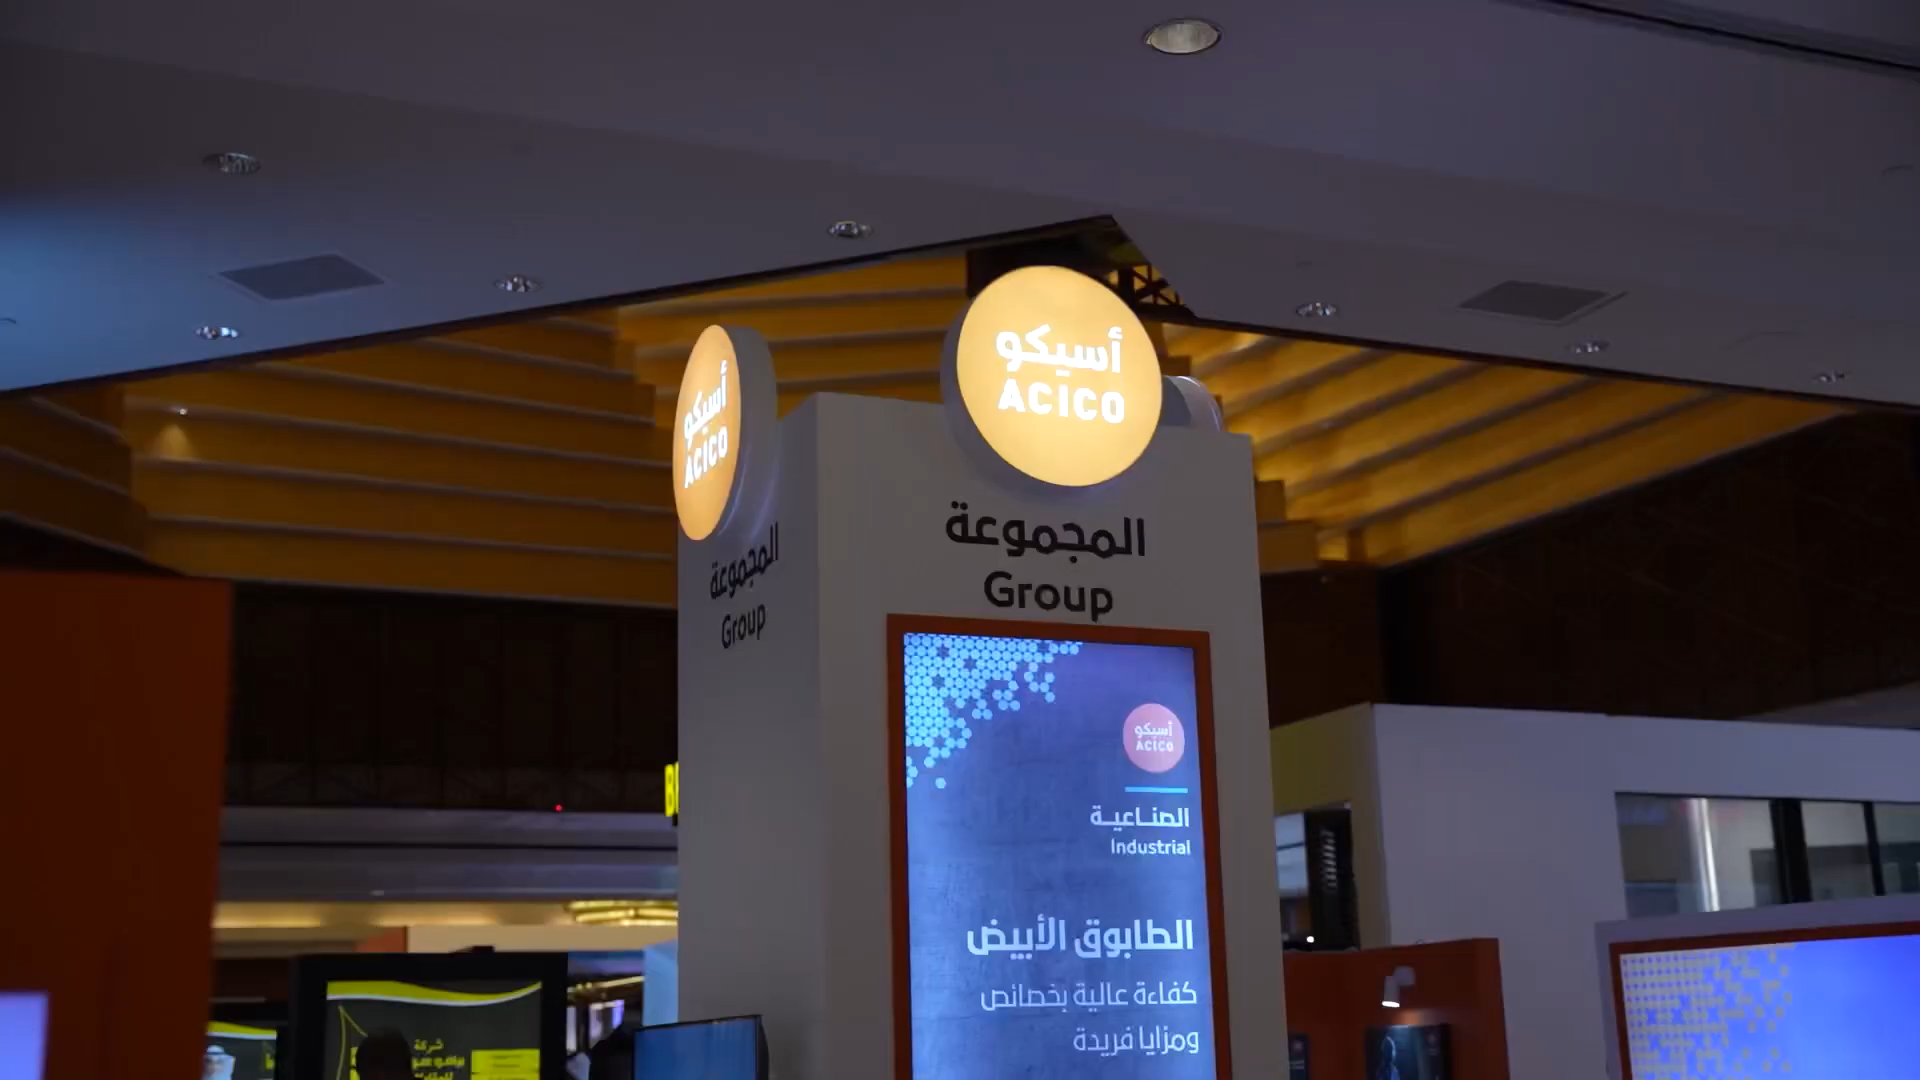 أسيكو
ACICO
المجموعة
Group
أسيكو
ACICO
المجموعة
Group
أسيكو
ACICO
الصناعية
Industrial
الطابوق الأبيض
كفاءة عالية بخصائص
ومزايا فريدة
شركة